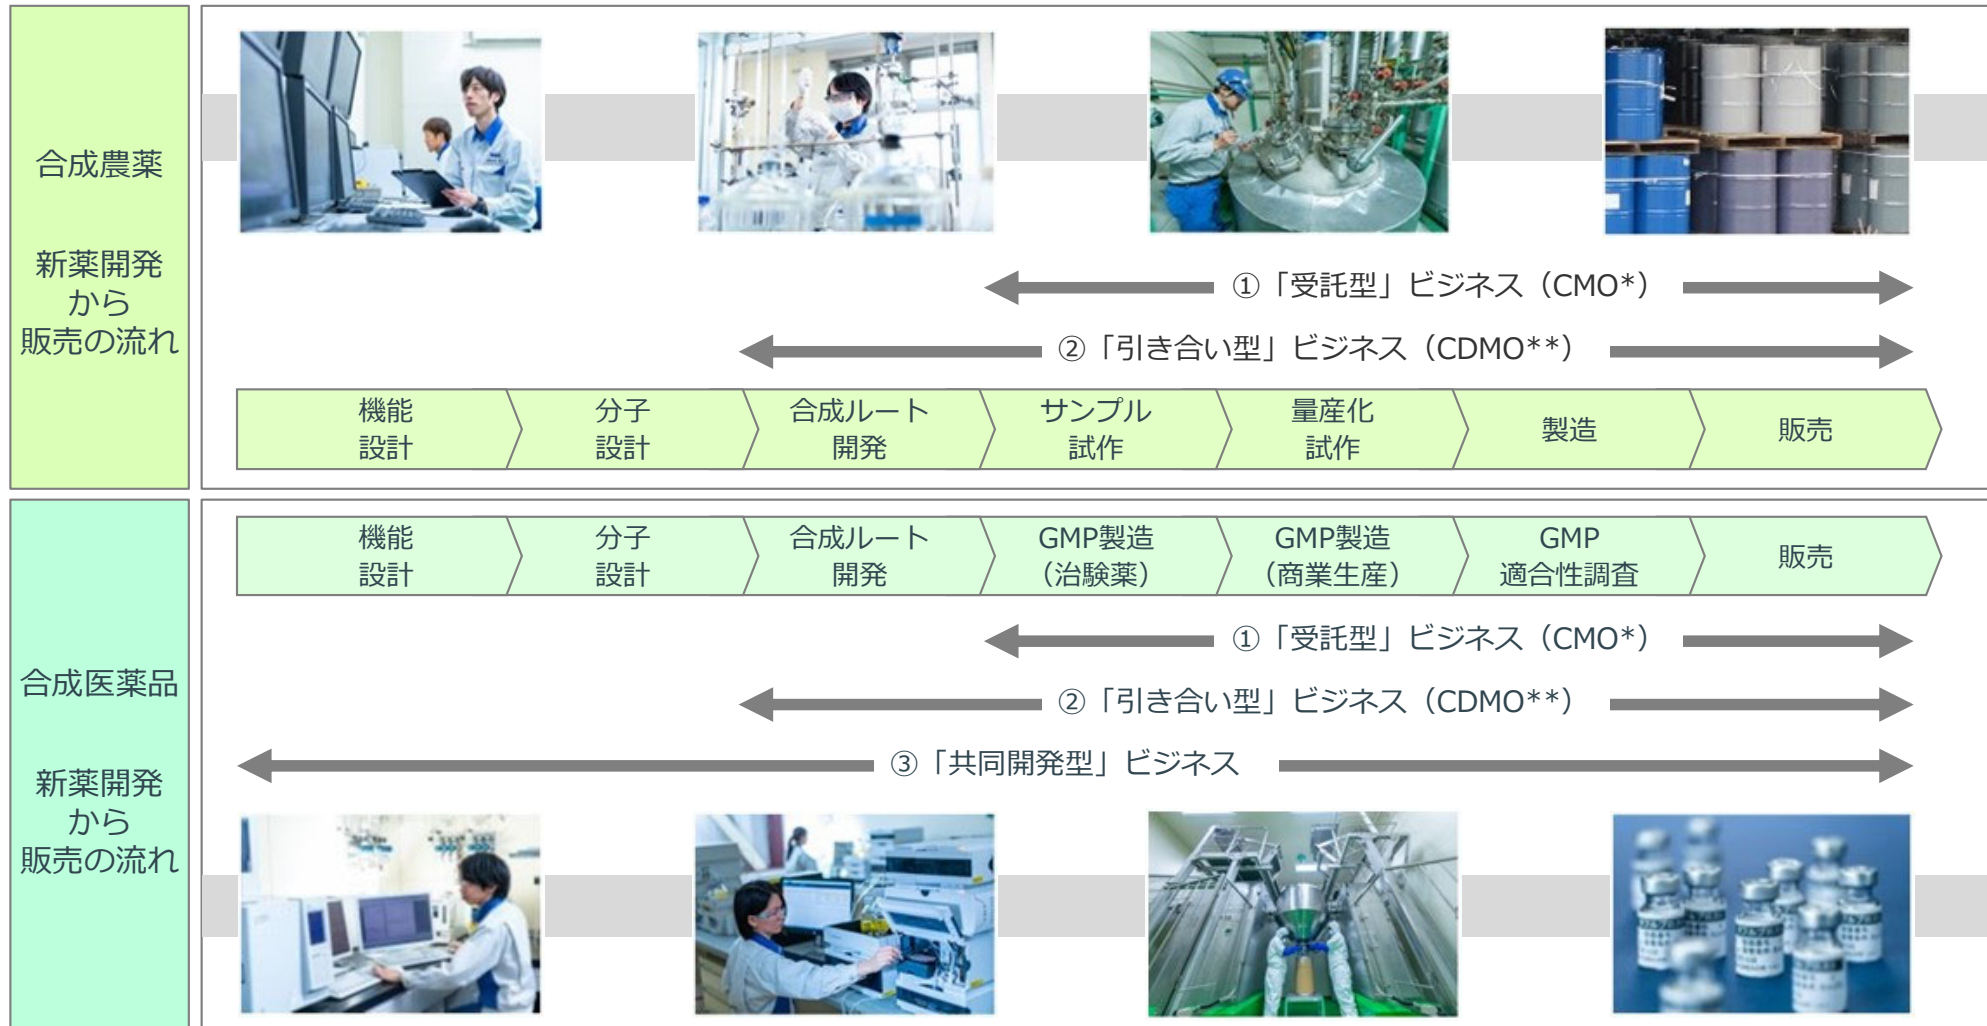 合成農薬
新薬開発
から
販売の流れ
①「受託型」ビジネス（CMO*）
②「引き合い型」ビジネス（CDMO**）
機能
設計
分子
設計
合成ルート
開発
サンプル
試作
量産化
試作
製造
販売
合成医薬品
新薬開発
から
販売の流れ
機能
設計
分子
設計
合成ルート
開発
GMP製造
（治験薬）
GMP製造
（商業生産）
GMP
適合性調査
販売
①「受託型」ビジネス（CMO*）
②「引き合い型」ビジネス（CDMO**）
③「共同開発型」ビジネス